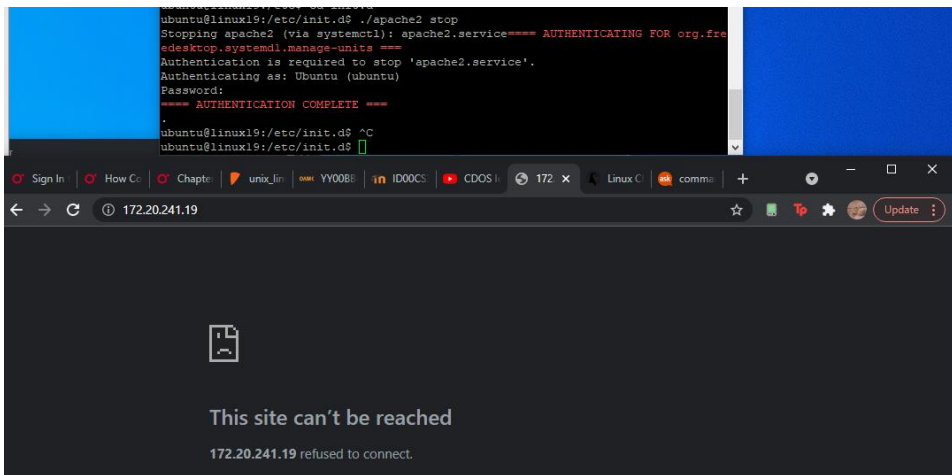 ubuntu@linux19:/etc/init.d$ ./apache2 stop
Stopping apache2 (via systemctl): apache2.service==== AUTHENTICATING FOR org.fre
edesktop.systemd1.manage-units ===
Authentication is required to stop 'apache2.service'.
Authenticating as: Ubuntu (ubuntu)
Password:
==== AUTHENTICATION COMPLETE ===
.
ubuntu@linux19:/etc/init.d$ ^C
ubuntu@linux19:/etc/init.d$
Sign In How Co Chapte unix_lin YY00BB ID00CS CDOS I 172. Linux C comma
172.20.241.19 Tp Update
This site can't be reached
172.20.241.19 refused to connect.